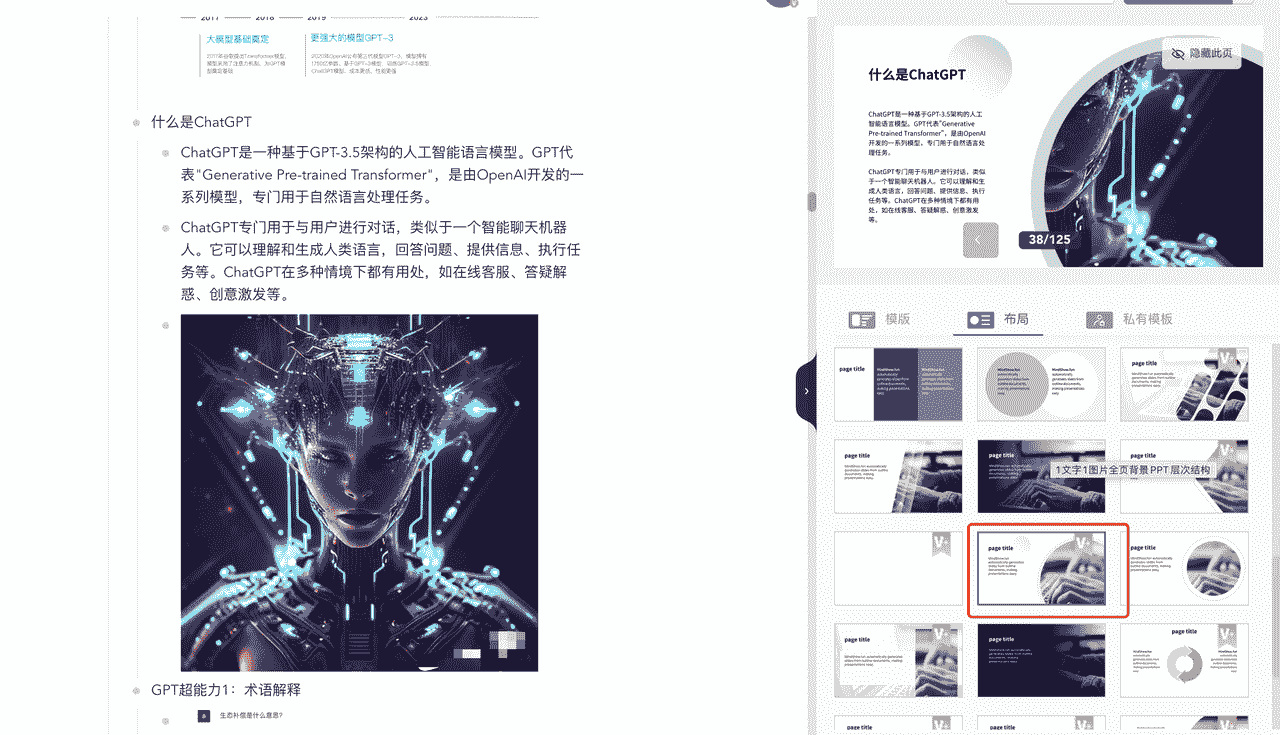 2017 2018 2019 2023
大模型基础奠定
更强大的模型GPT-3
什么是ChatGPT
ChatGPT是一种基于GPT-3.5架构的人工智能语言模型。GPT代
表"Generative Pre-trained Transformer"，是由OpenAI开发的一
系列模型，专门用于自然语言处理任务。
ChatGPT专门用于与用户进行对话，类似于一个智能聊天机器
人。它可以理解和生成人类语言，回答问题、提供信息、执行任
务等。ChatGPT在多种情境下都有用处，如在线客服、答疑解
惑、创意激发等。
GPT超能力1：术语解释
生态补偿是什么意思?
隐藏此页
什么是ChatGPT
ChatGPT是一种基于GPT-3.5架构的人工
智能语言模型。GPT代表"Generative
Pre-trained Transformer"，是由OpenAI
开发的一系列模型，专门用于自然语言处
理任务。
ChatGPT专门用于与用户进行对话，类似
于一个智能聊天机器人。它可以理解和生
成人类语言，回答问题、提供信息、执行
任务等。ChatGPT在多种情境下都有用
处，如在线客服、答疑解惑、创意激发
等。
38/125
模版
布局
私有模板
page title
page title
page title
page title
1文字1图片全页背景PPT层次结构
page title
page title
page title
page title
page title
page title
page title
page title
page title